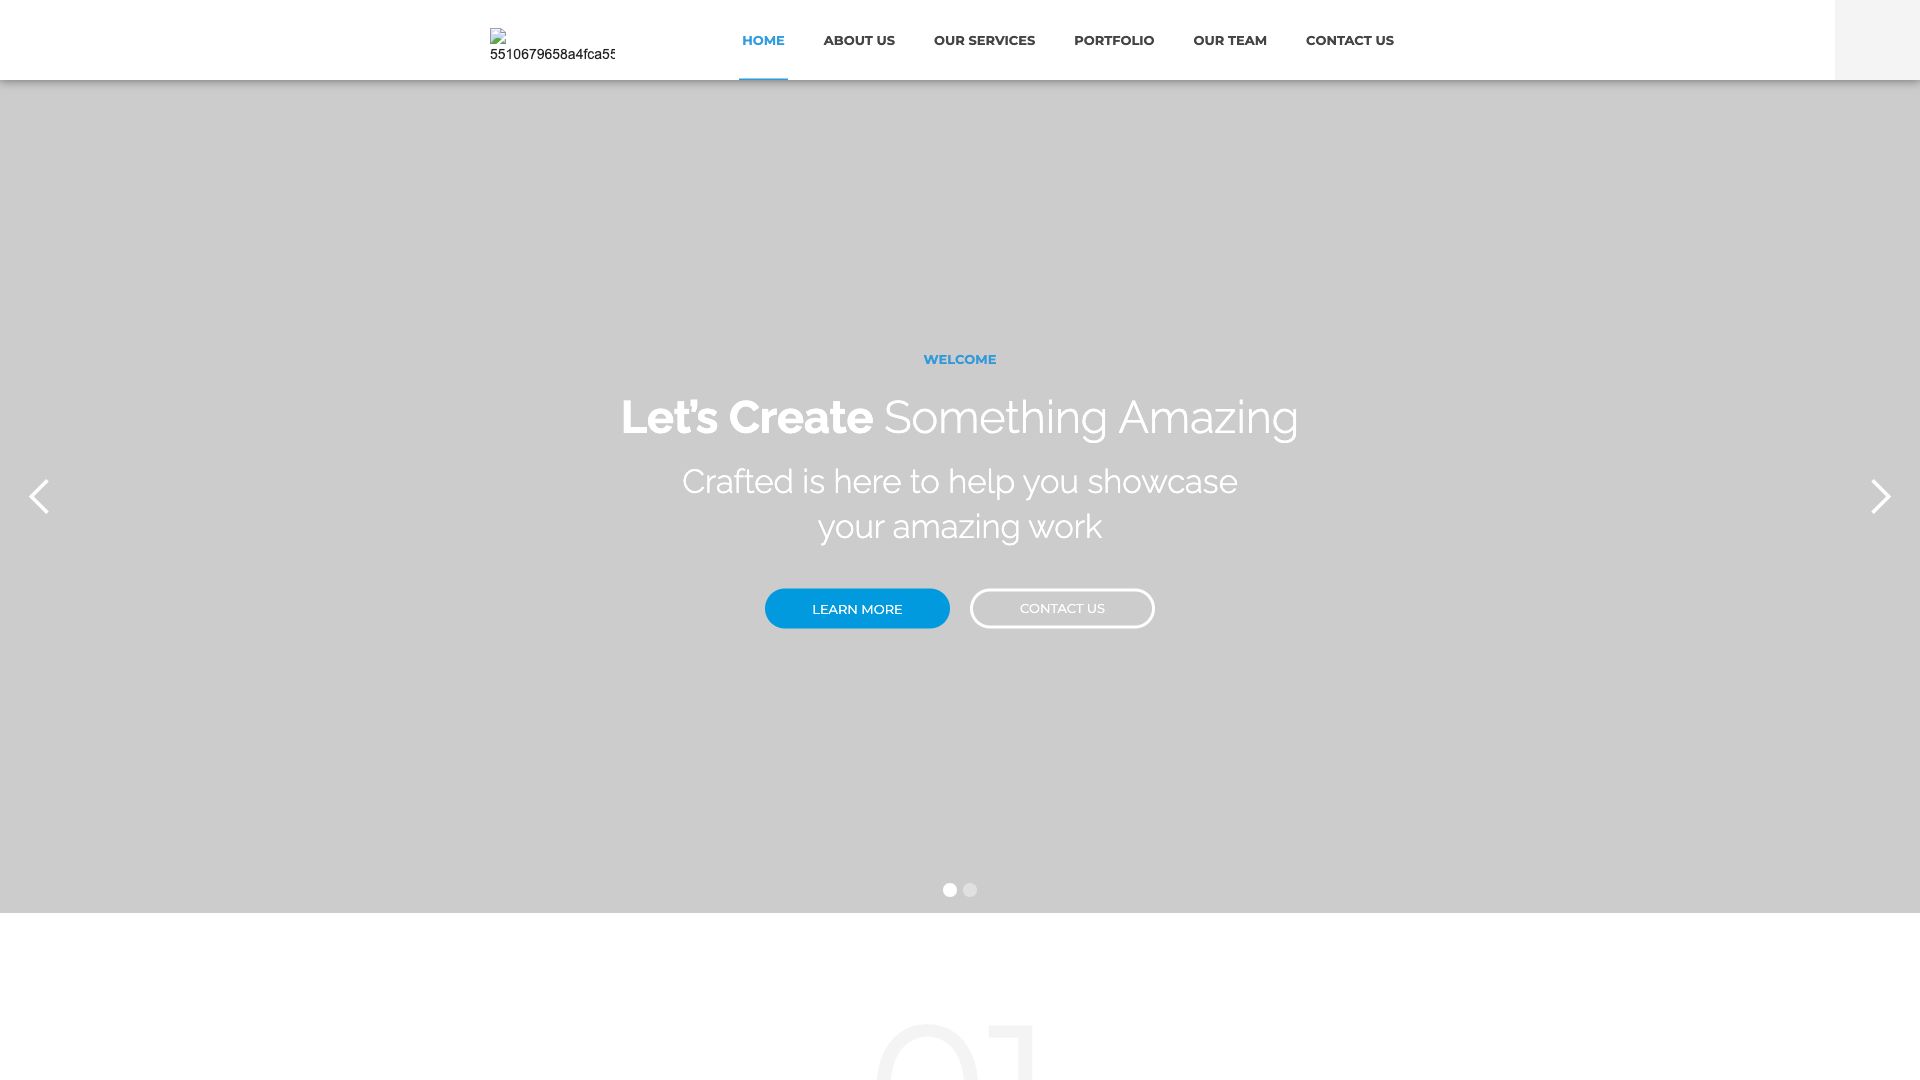 5510679658a4fca55
HOME
ABOUT US
OUR SERVICES
PORTFOLIO
OUR TEAM
CONTACT US
WELCOME
Let’s Create Something Amazing
Crafted is here to help you showcase
your amazing work
LEARN MORE
CONTACT US
01